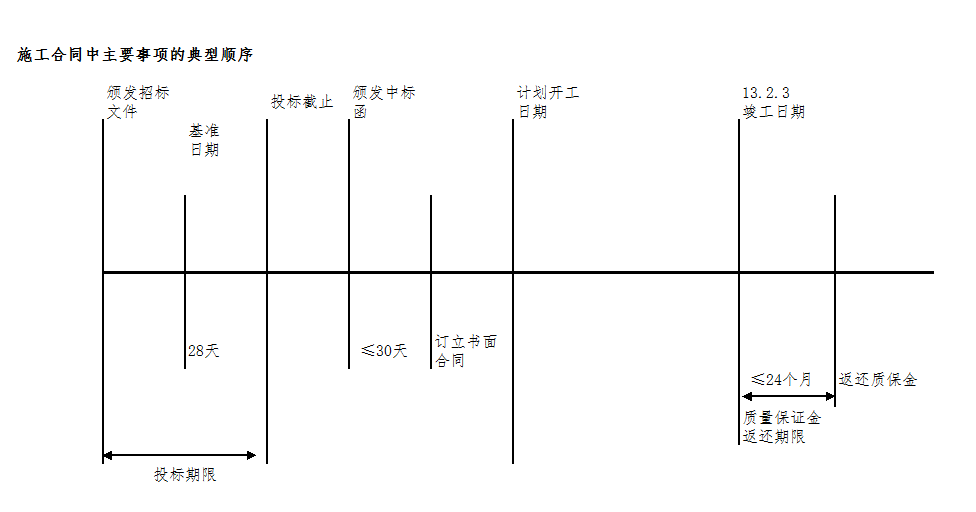 施工合同中主要事项的典型顺序
颁发招标
文件
基准
日期
投标截止
颁发中标
函
计划开工
日期
13.2.3
竣工日期
28天
≤30天
订立书面
合同
≤24个月
返还质保金
质量保证金
返还期限
投标期限